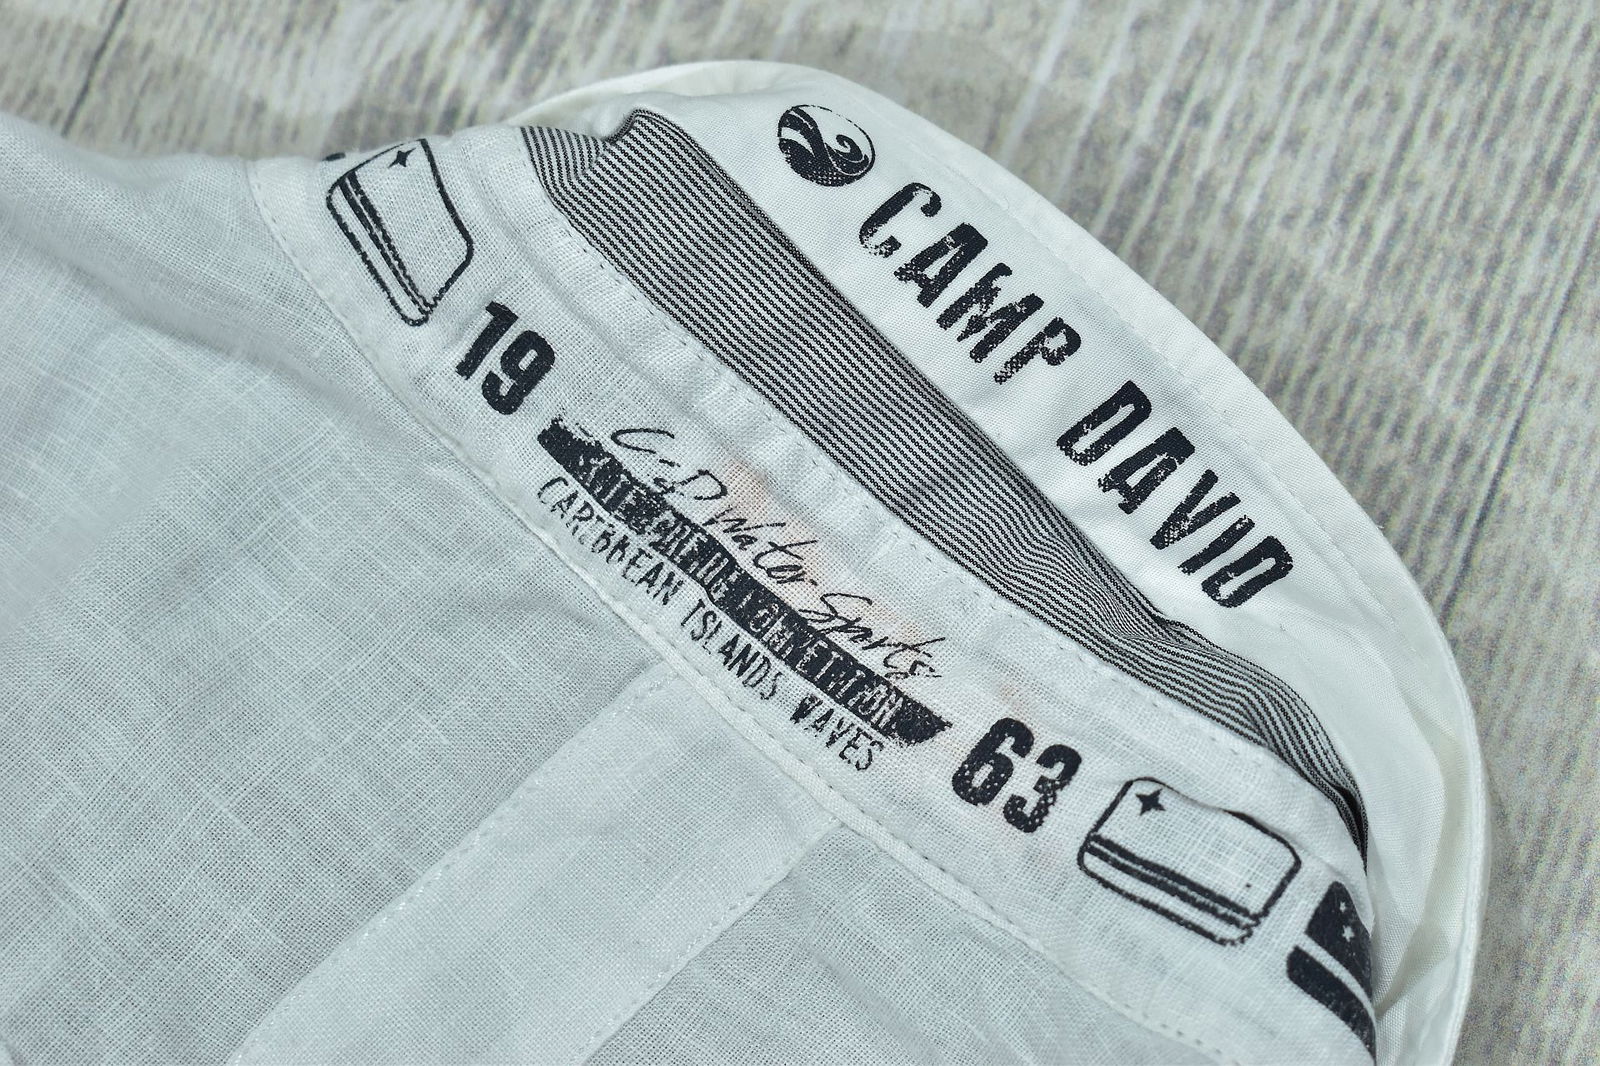 CAMP DAVID
19
C-D Water-Sports
CARIBBEAN ISLANDS WAVES
63